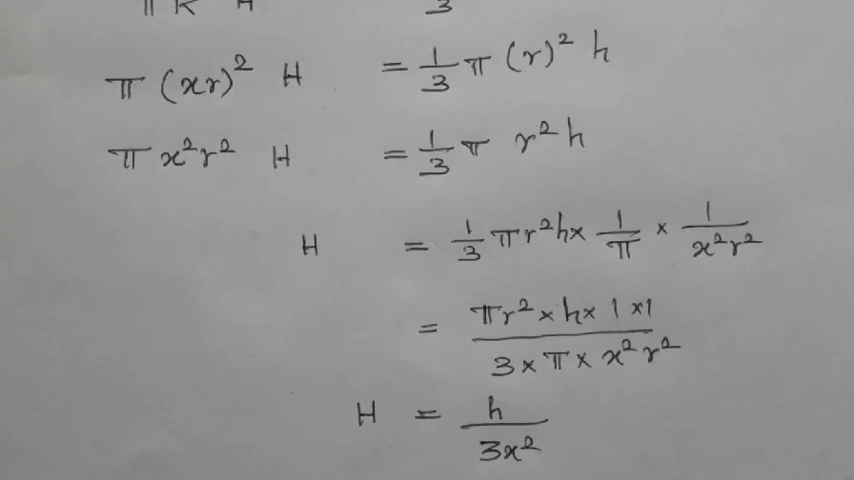 π (xr)² H = 1/3 π (r)² h
π x²r² H = 1/3 π r² h
H = 1/3 πr²h × 1/π × 1/x²r²
= πr² × h × 1 × 1 / 3 × π × x²r²
H = h / 3x²